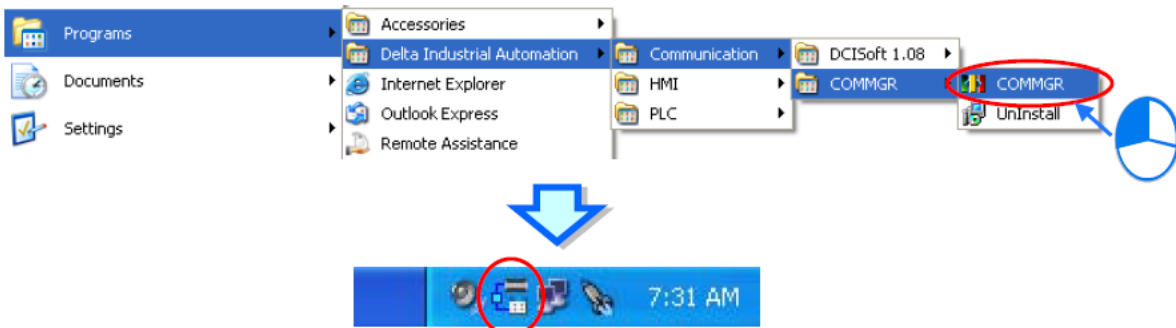 Programs
Documents
Settings
Accessories
Delta Industrial Automation
Internet Explorer
Outlook Express
Remote Assistance
Communication
HMI
PLC
DCISoft 1.08
COMMGR
COMMGR
UnInstall
7:31 AM